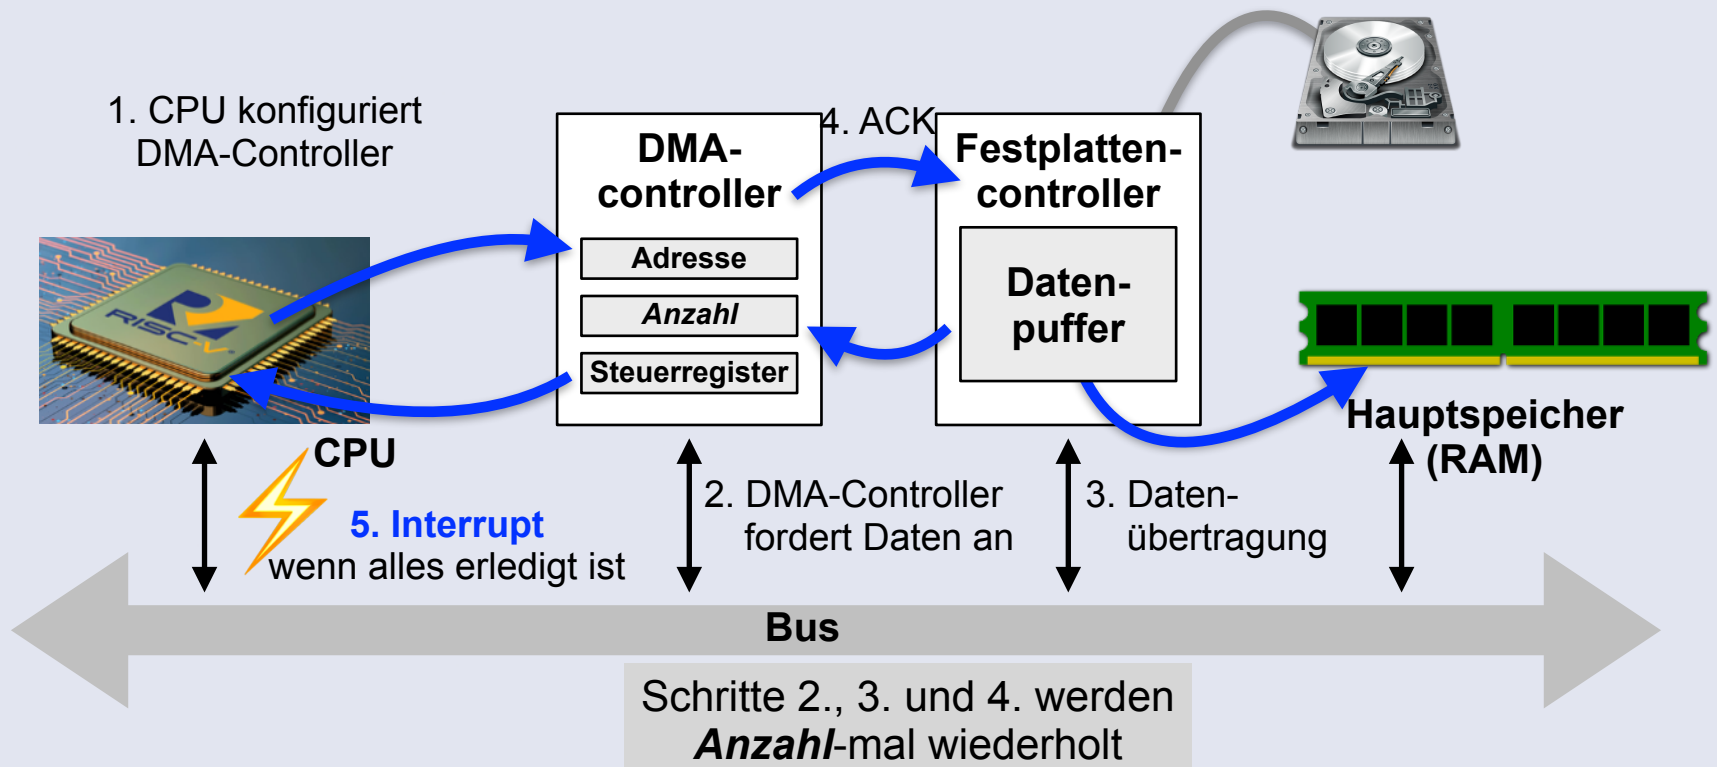 1. CPU konfiguriert
DMA-Controller
DMA-
controller
Adresse
Anzahl
Steuerregister
4. ACK
Festplatten-
controller
Daten-
puffer
RISC-V
CPU
5. Interrupt
wenn alles erledigt ist
2. DMA-Controller
fordert Daten an
3. Daten-
übertragung
Hauptspeicher
(RAM)
Bus
Schritte 2., 3. und 4. werden
Anzahl-mal wiederholt